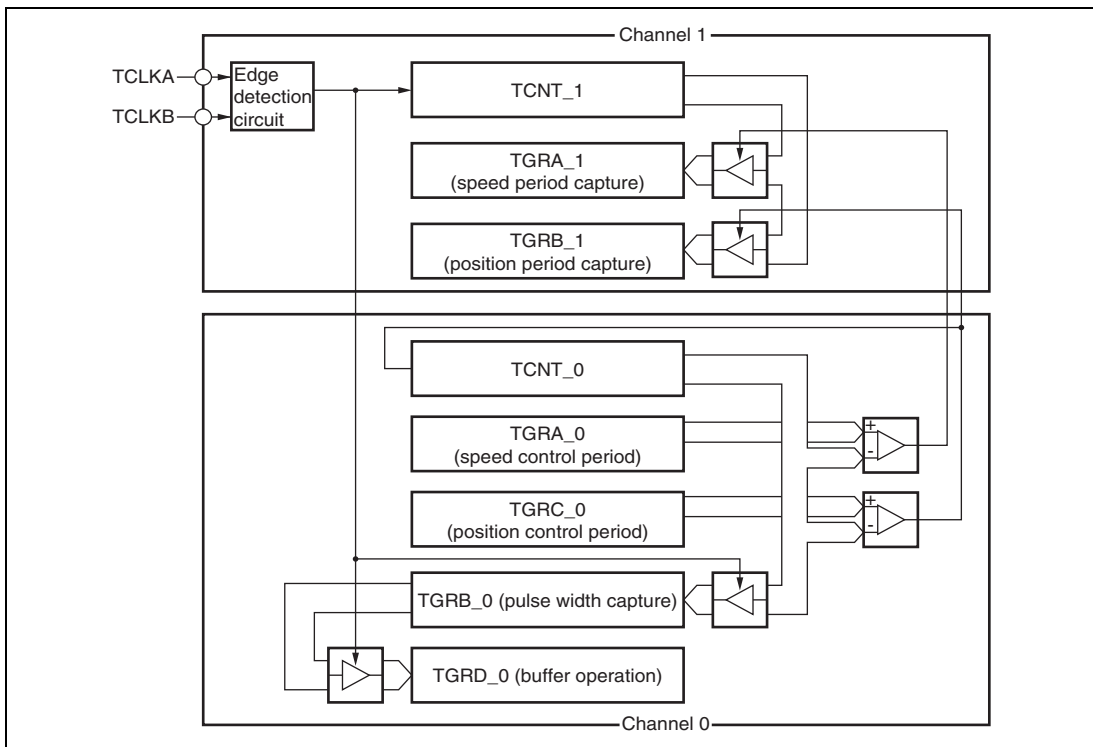 Channel 1
TCLKA
TCLKB
Edge
detection
circuit
TCNT_1
TGRA_1
(speed period capture)
TGRB_1
(position period capture)
TCNT_0
TGRA_0
(speed control period)
+
-
TGRC_0
(position control period)
+
-
TGRB_0 (pulse width capture)
TGRD_0 (buffer operation)
Channel 0